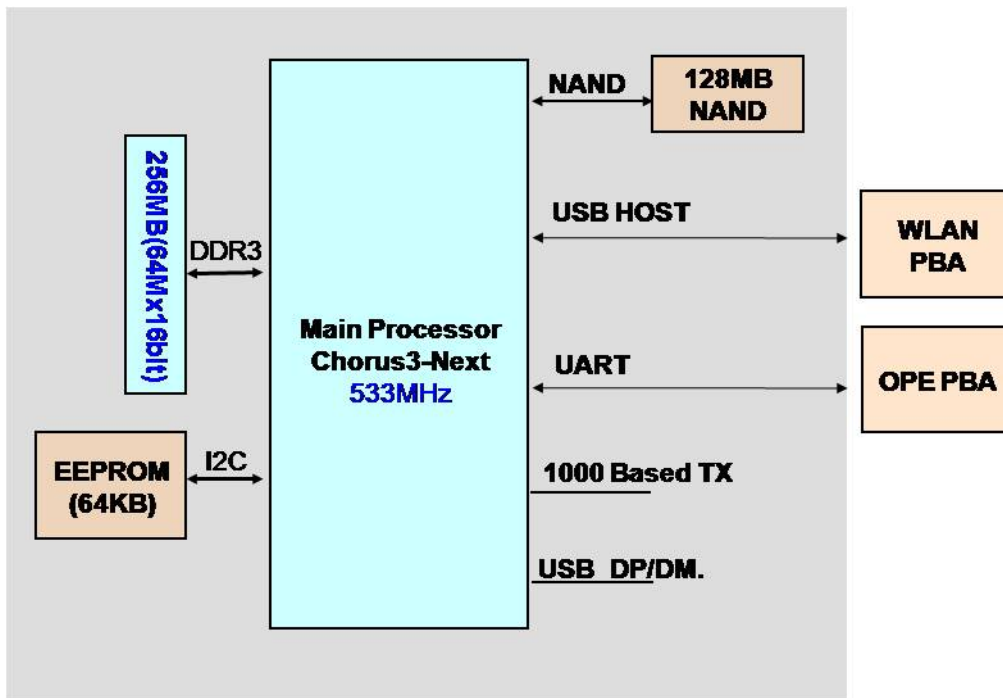 NAND
128MB
NAND
256MB(64Mx16bit)
DDR3
USB HOST
WLAN
PBA
Main Processor
Chorus3-Next
533MHz
UART
OPE PBA
EEPROM
(64KB)
I2C
1000 Based TX
USB DP/DM.